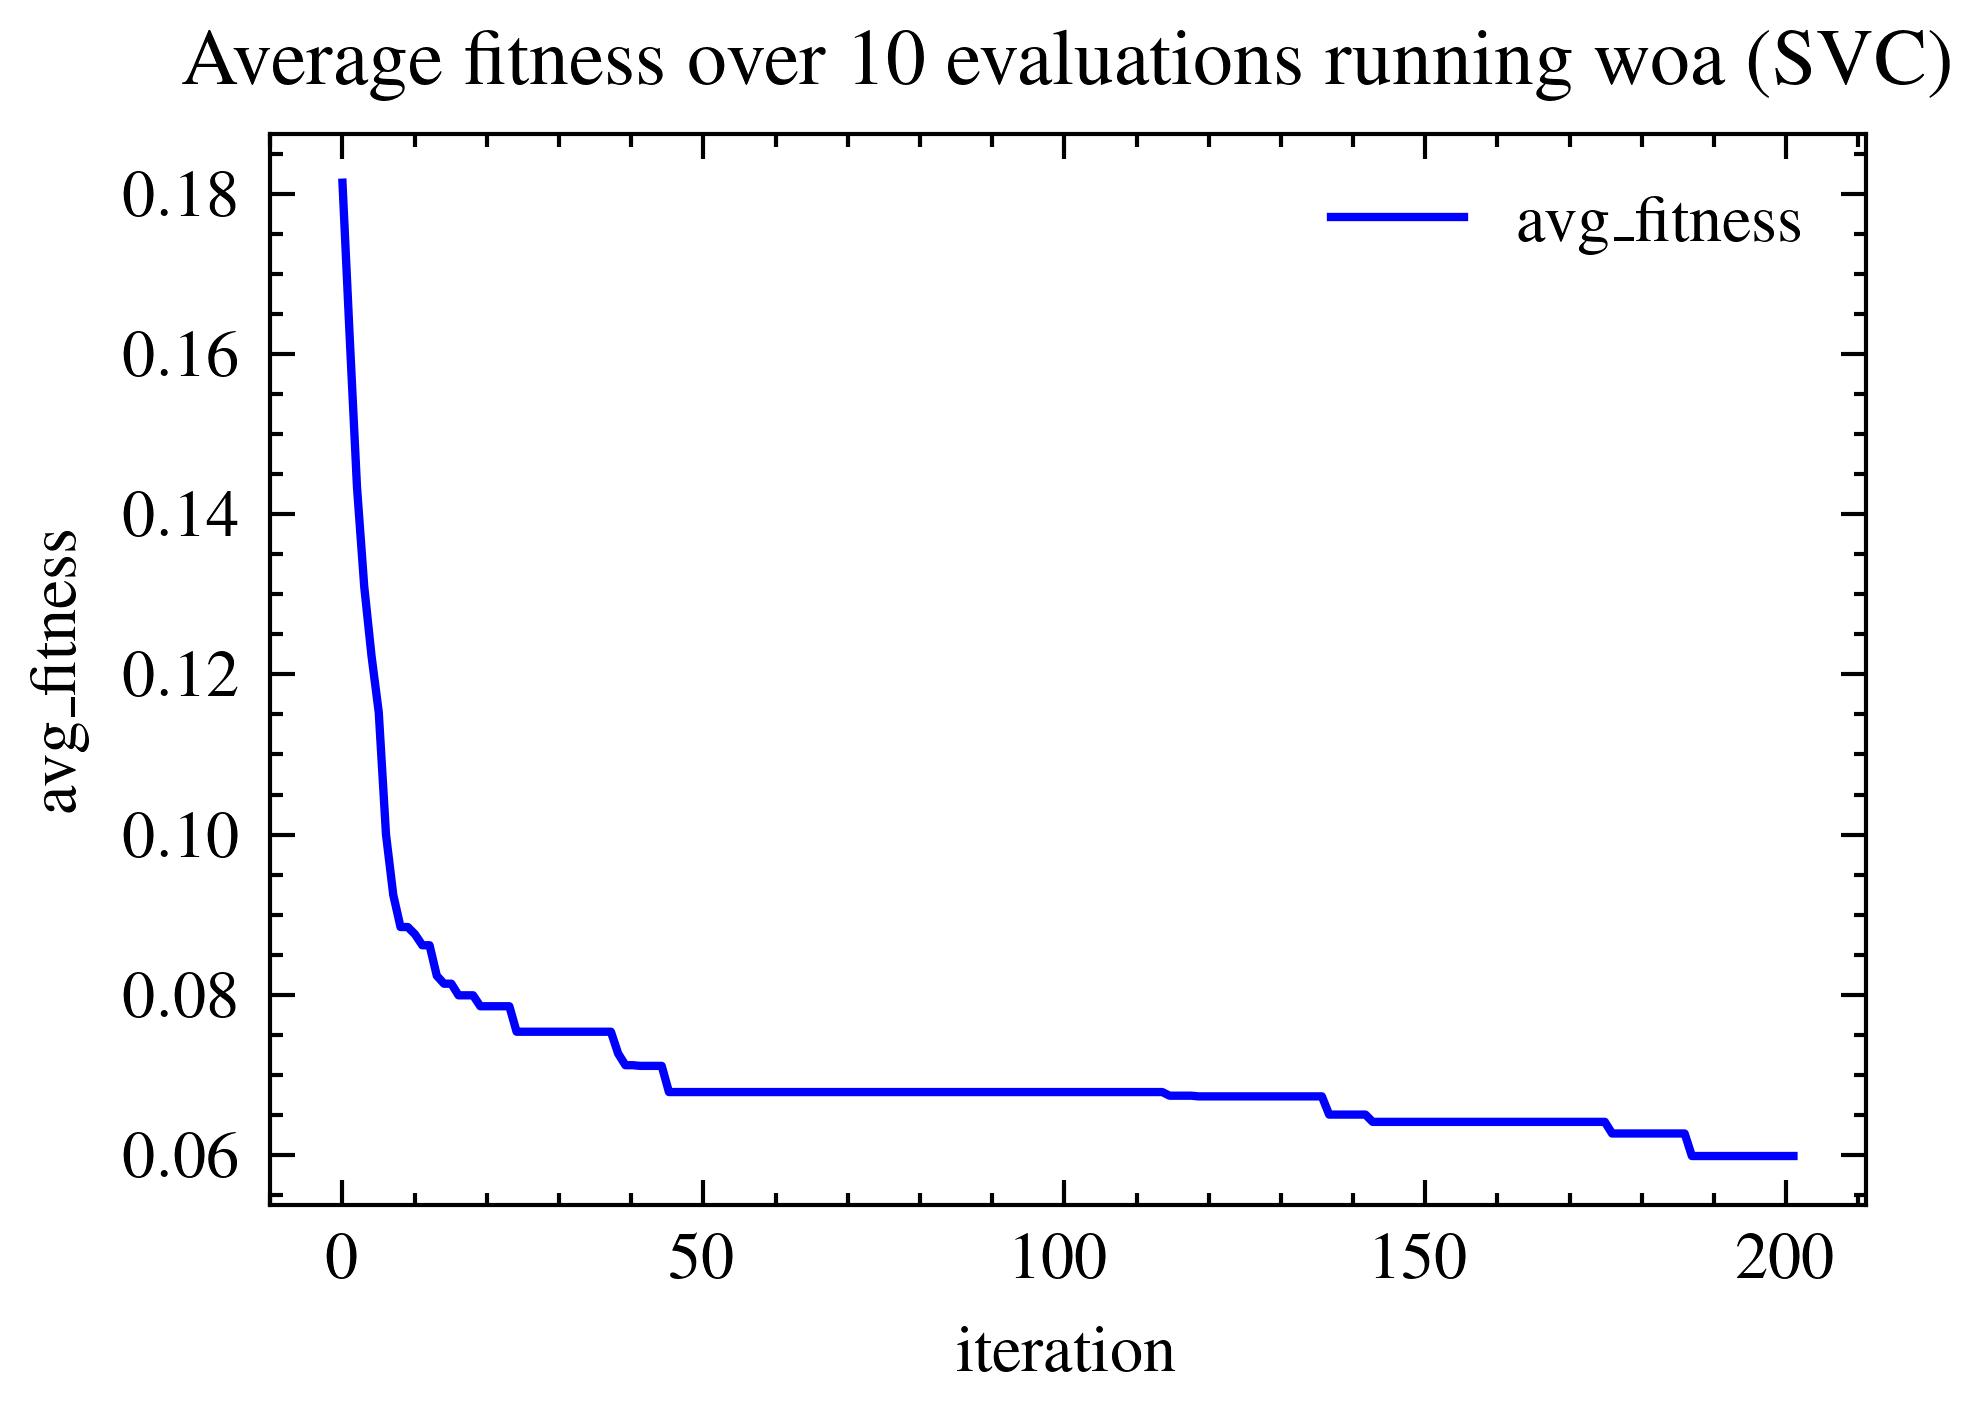 Average fitness over 10 evaluations running woa (SVC)
avg_fitness
0.18
0.16
0.14
0.12
0.10
0.08
0.06
avg_fitness
0 50 100 150 200
iteration